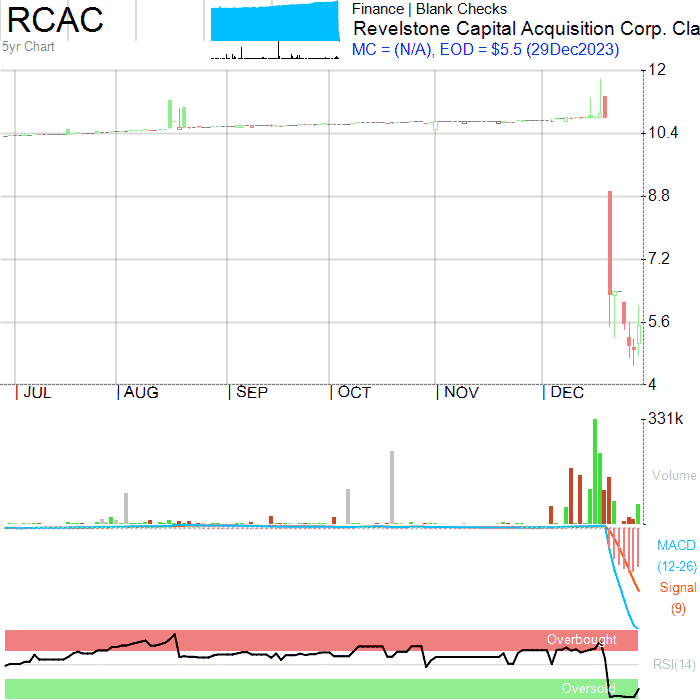 RCAC
5yr Chart
Finance | Blank Checks
Revelstone Capital Acquisition Corp. Cla
MC = (N/A), EOD = $5.5 (29Dec2023)
12
10.4
8.8
7.2
5.6
4
JUL AUG SEP OCT NOV DEC
331k
Volume
MACD
(12-26)
Signal
(9)
Overbought
RSI(14)
Oversold